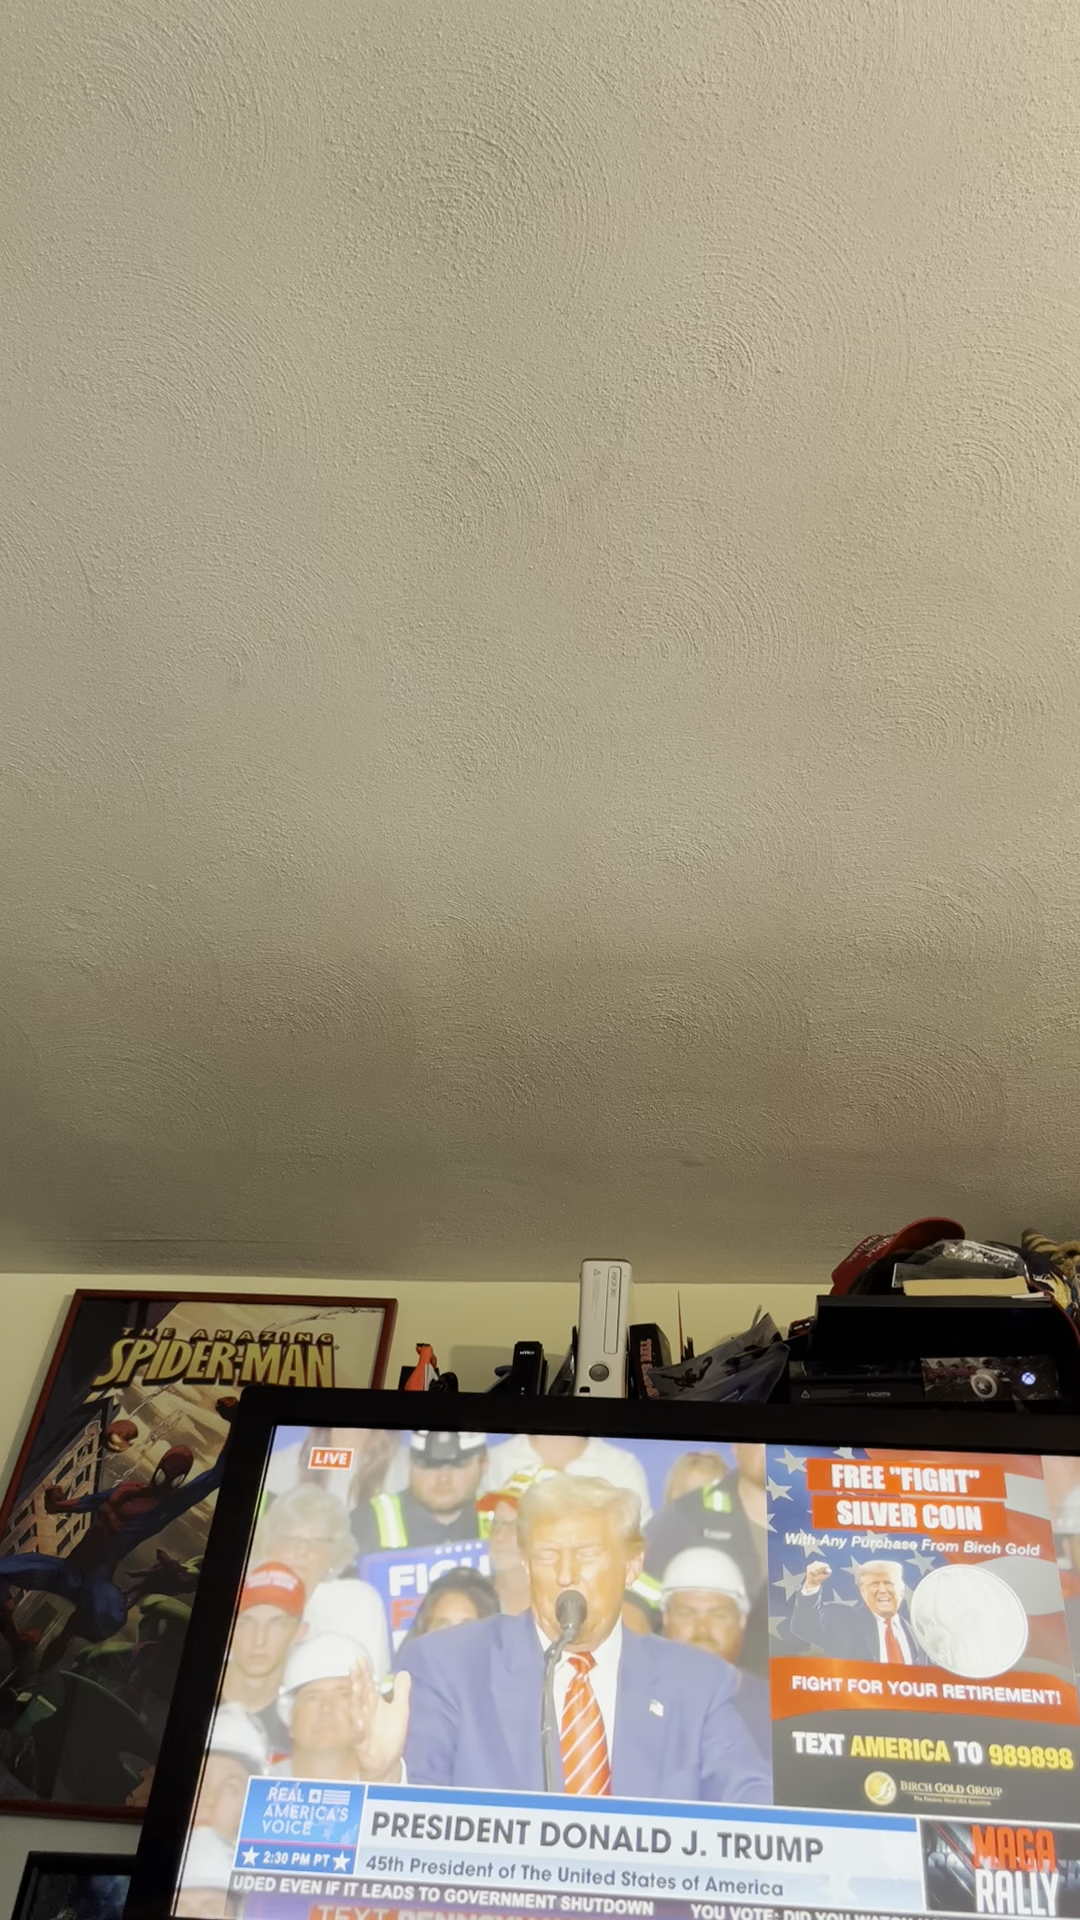 THE AMAZING
SPIDER-MAN
XBOX 360
HDMI
LIVE
FREE "FIGHT"
SILVER COIN
With Any Purchase From Birch Gold
FIGHT FOR YOUR RETIREMENT!
TEXT AMERICA TO 989898
BIRCH GOLD GROUP
REAL
AMERICA'S
VOICE
2:30 PM PT
PRESIDENT DONALD J. TRUMP
45th President of The United States of America
MAGA
RALLY
UDED EVEN IF IT LEADS TO GOVERNMENT SHUTDOWN YOU VOTE: DID YOU WATCH